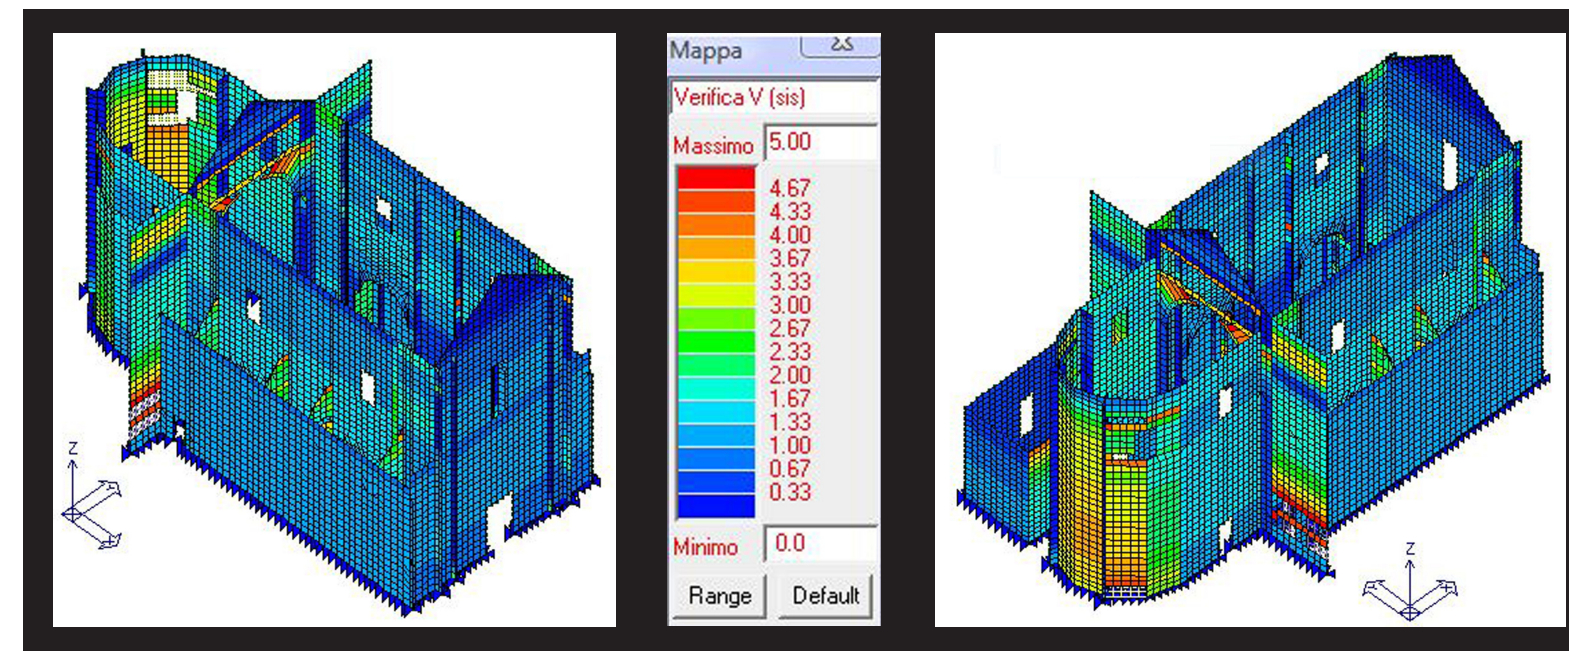 Mappa
Verifica V (sis)
Massimo 5.00
4.67
4.33
4.00
3.67
3.33
3.00
2.67
2.33
2.00
1.67
1.33
1.00
0.67
0.33
Minimo 0.0
Range Default
Z
Z